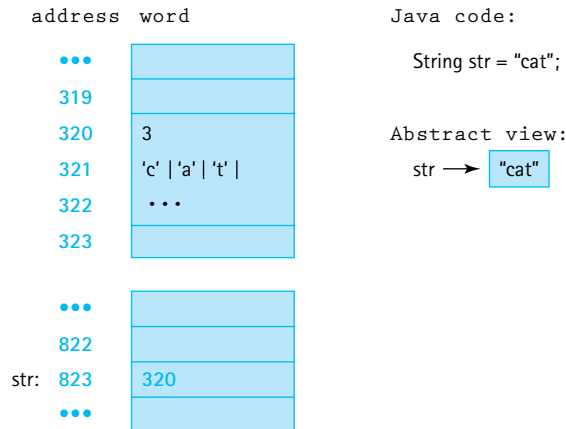 address word
•••
319
320 3
321 'c' | 'a' | 't' |
322 •••
323
•••
822
str: 823 320
•••
Java code:
String str = “cat”;
Abstract view:
str → "cat"